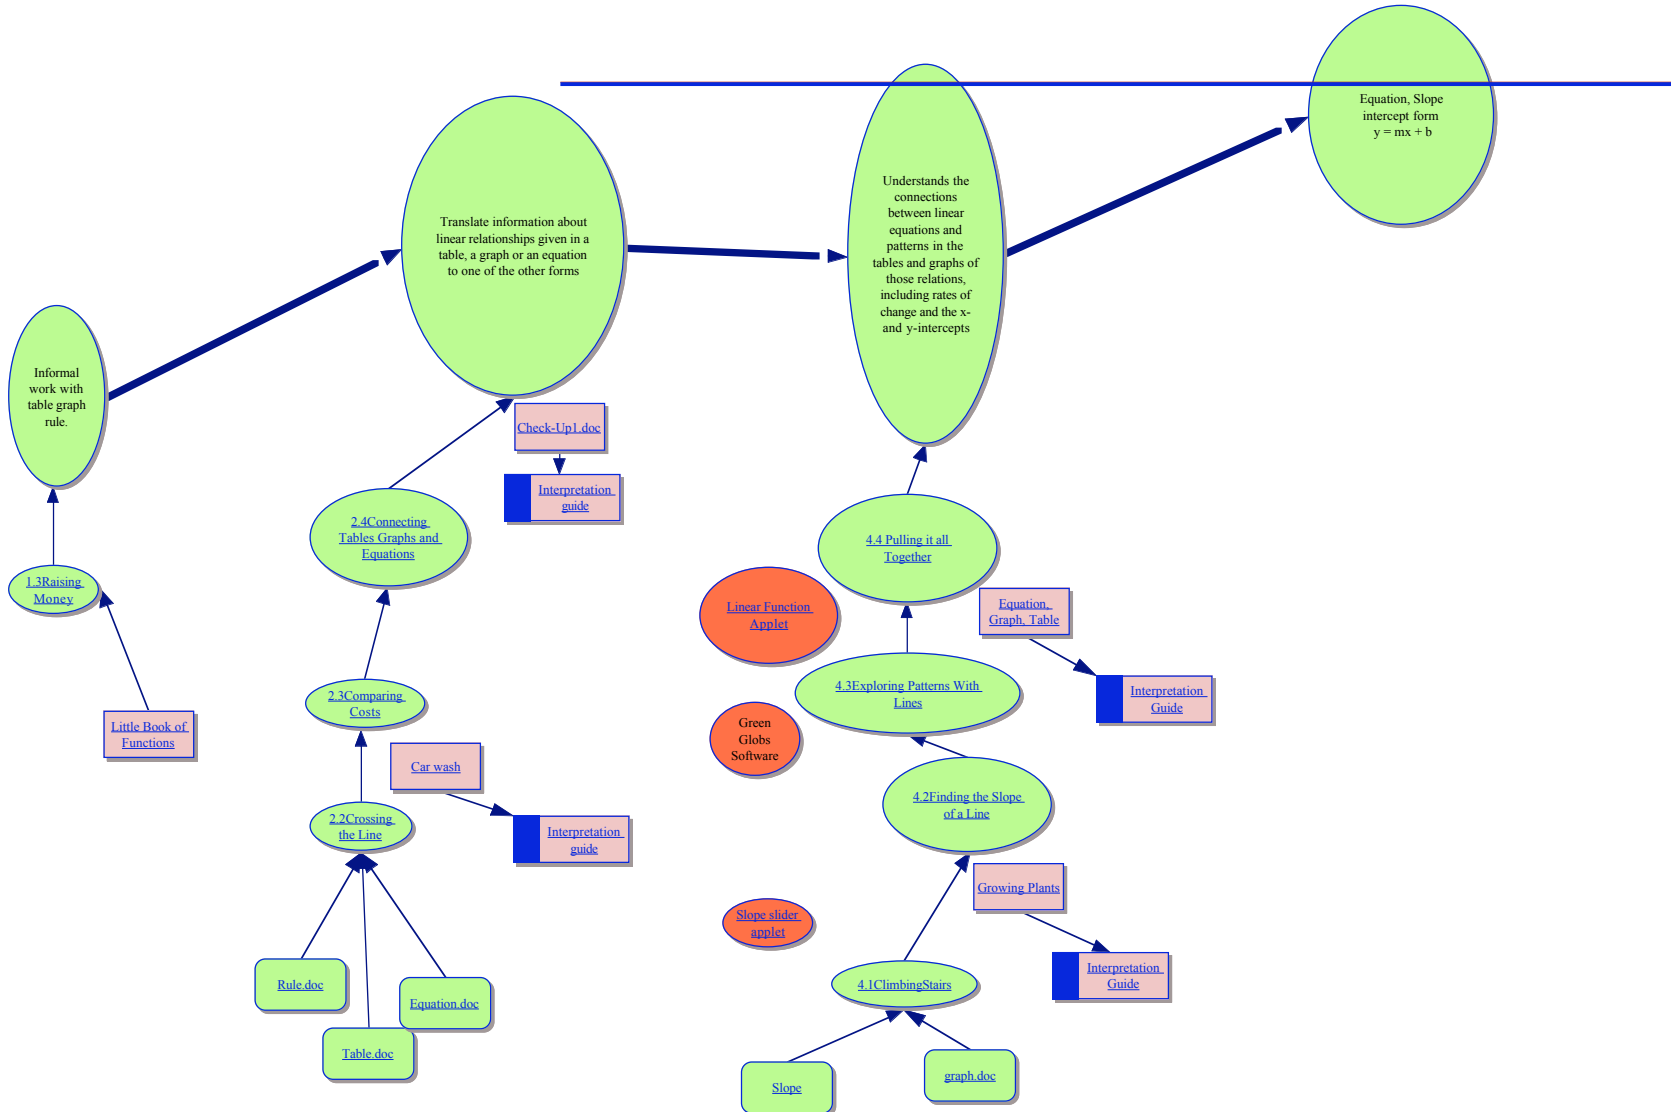 Equation, Slope
intercept form
y = mx + b
Understands the
connections
between linear
equations and
patterns in the
tables and graphs of
those relations,
including rates of
change and the x-
and y-intercepts
Translate information about
linear relationships given in a
table, a graph or an equation
to one of the other forms
Informal
work with
table graph
rule.
Check-Up1.doc
Interpretation
guide
2.4Connecting
Tables Graphs and
Equations
4.4 Pulling it all
Together
1.3Raising
Money
Linear Function
Applet
Equation,
Graph, Table
4.3Exploring Patterns With
Lines
Interpretation
Guide
2.3Comparing
Costs
Little Book of
Functions
Green
Globs
Software
Car wash
4.2Finding the Slope
of a Line
2.2Crossing
the Line
Interpretation
guide
Growing Plants
Slope slider
applet
Interpretation
Guide
4.1ClimbingStairs
Rule.doc
Equation.doc
Table.doc
graph.doc
Slope